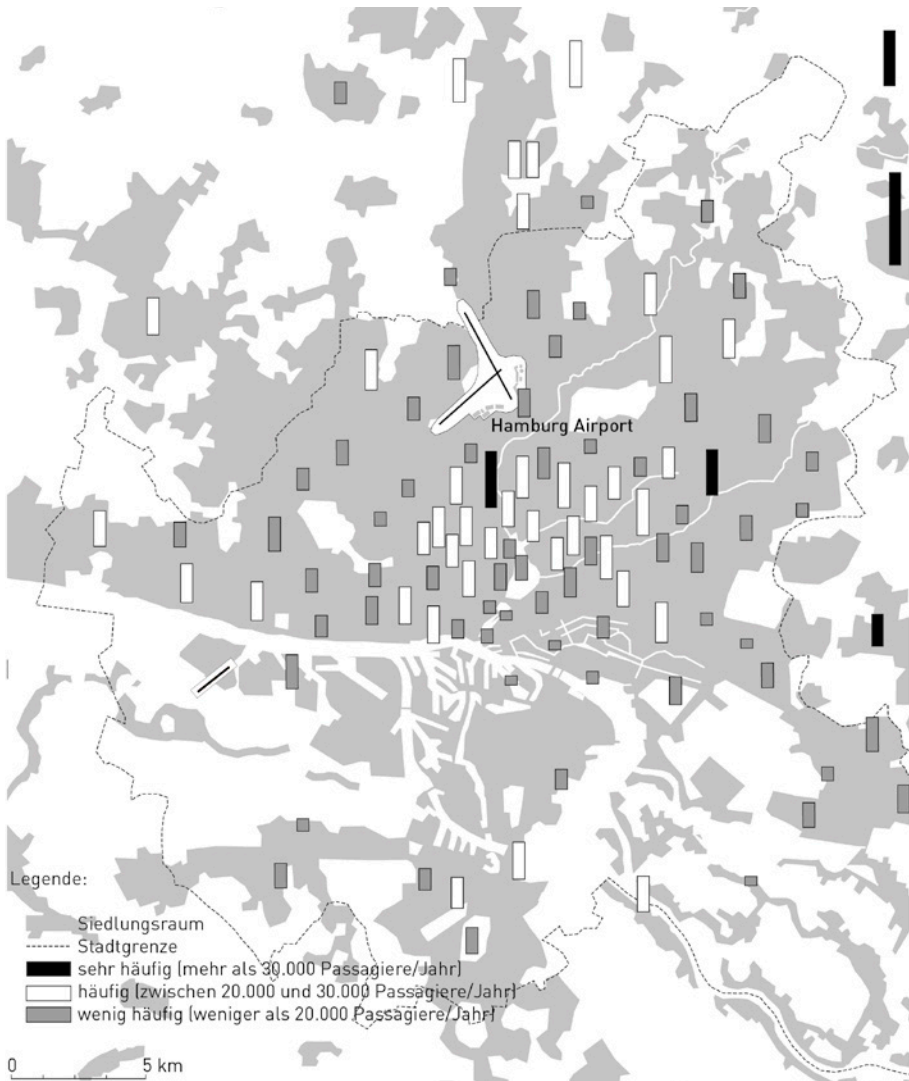 Hamburg Airport
Legende:
Siedlungsraum
Stadtgrenze
sehr häufig (mehr als 30.000 Passagiere/Jahr)
häufig (zwischen 20.000 und 30.000 Passagiere/Jahr)
wenig häufig (weniger als 20.000 Passagiere/Jahr)
0 5 km